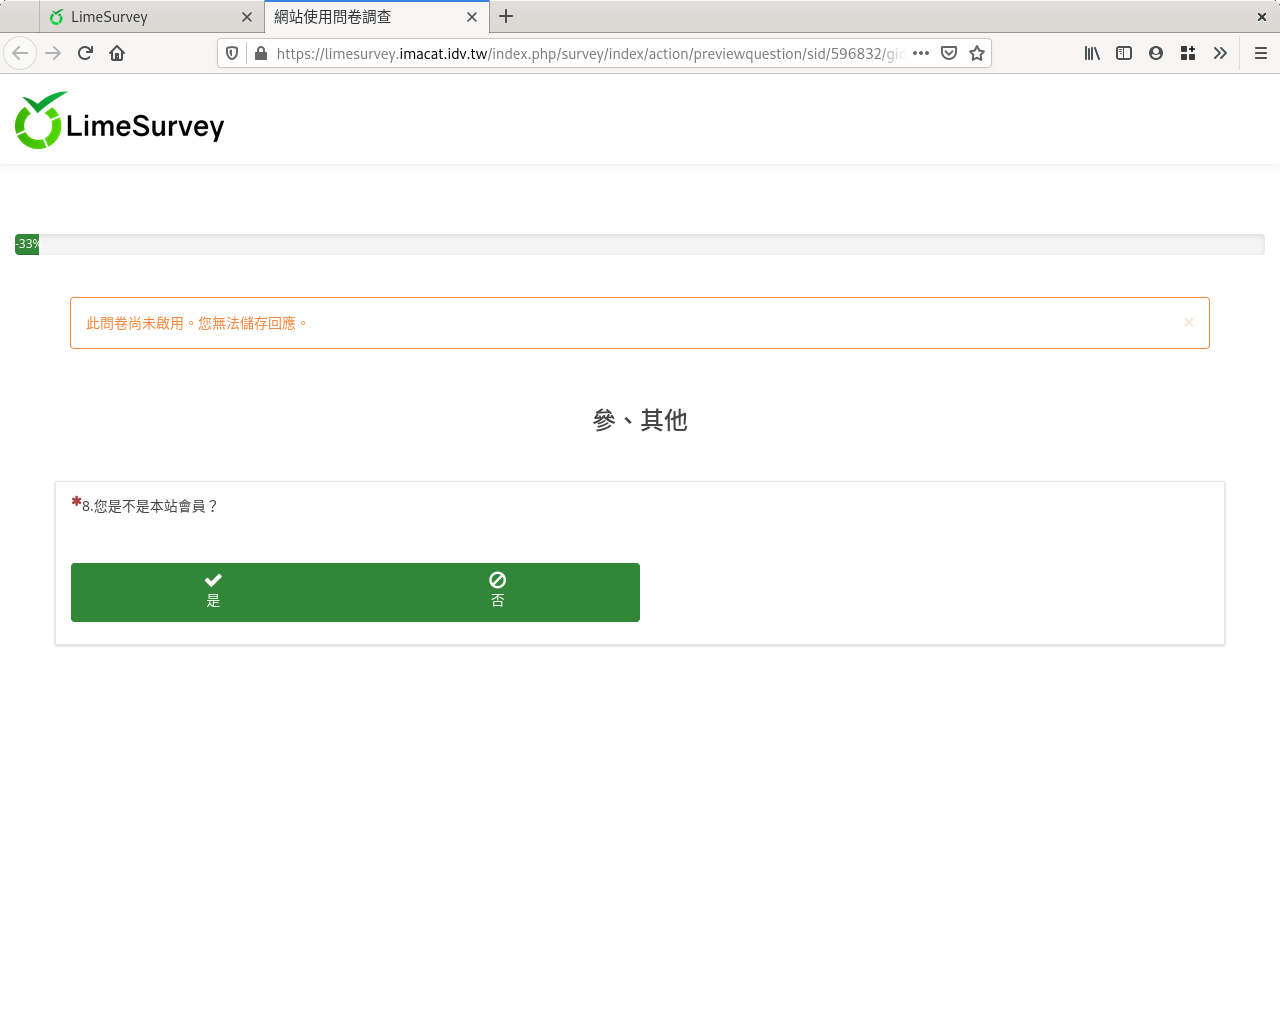 LimeSurvey
網站使用問卷調查
https://limesurvey.imacat.idv.tw/index.php/survey/index/action/previewquestion/sid/596832/gi
LimeSurvey
-33%
此問卷尚未啟用。您無法儲存回應。
參、其他
8.您是不是本站會員？
是
否